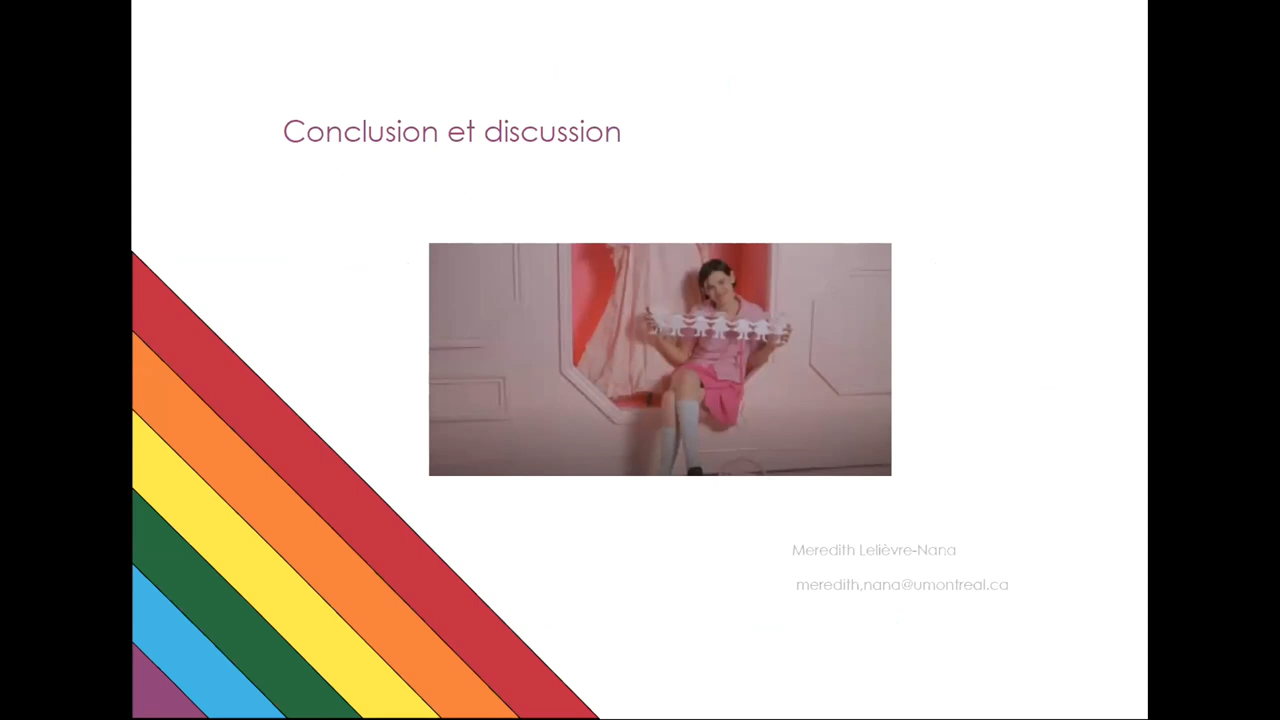 Conclusion et discussion
Meredith Lelièvre-Nana
meredith,nana@umontreal.ca